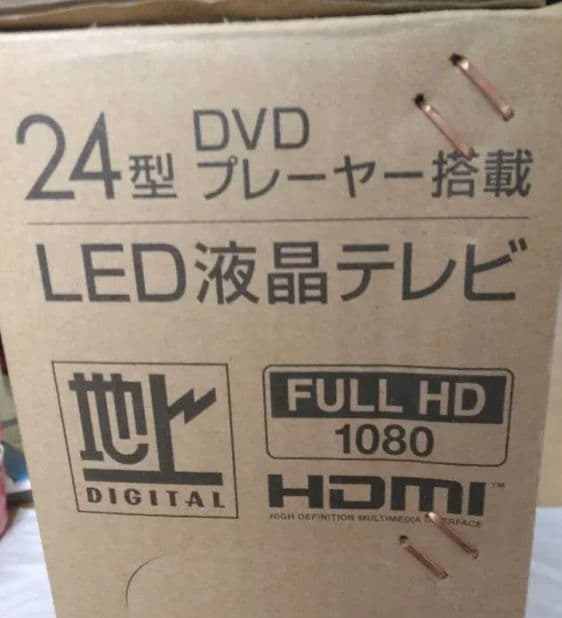 24型 DVD
プレーヤー搭載
LED液晶テレビ
地上
DIGITAL
FULL HD
1080
HDMI™
HIGH-DEFINITION MULTIMEDIA INTERFACE